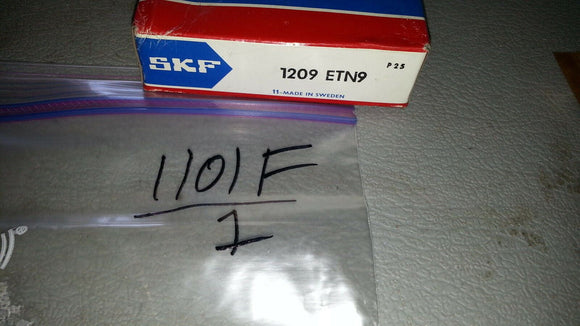 SKF
1209 ETN9
P25
11-MADE IN SWEDEN
1101F
1